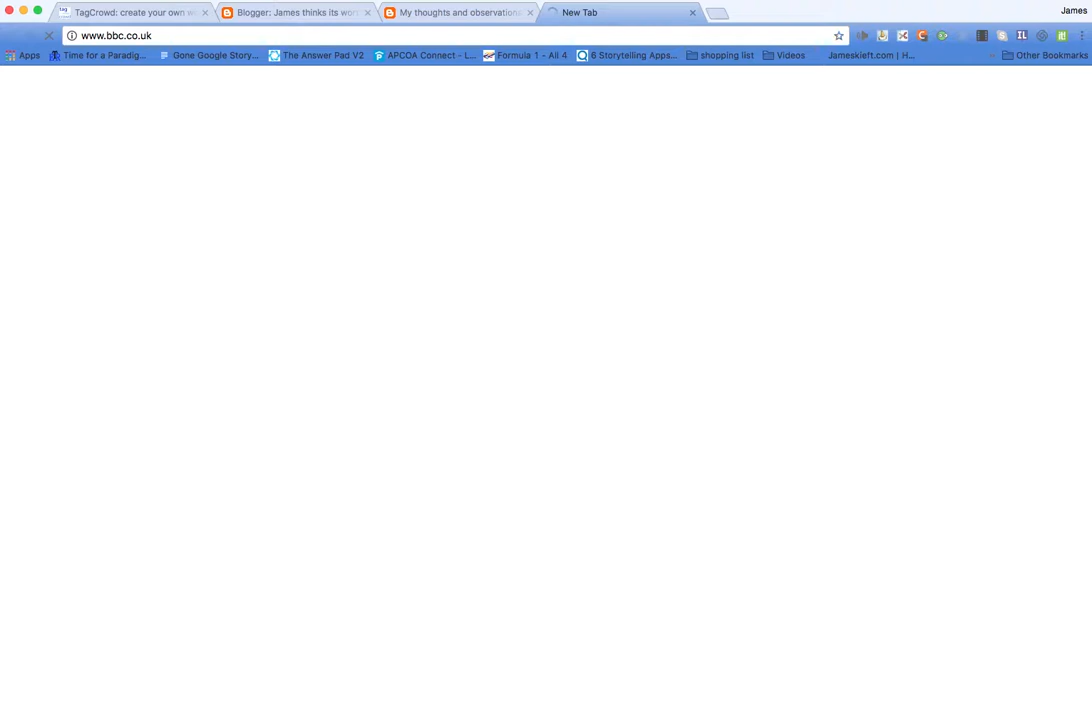 TagCrowd: create your own w
Blogger: James thinks its wor
My thoughts and observation
New Tab
James
www.bbc.co.uk
Apps
Time for a Paradig...
Gone Google Story...
The Answer Pad V2
APCOA Connect - L...
Formula 1 - All 4
6 Storytelling Apps...
shopping list
Videos
Jameskieft.com | H...
Other Bookmarks